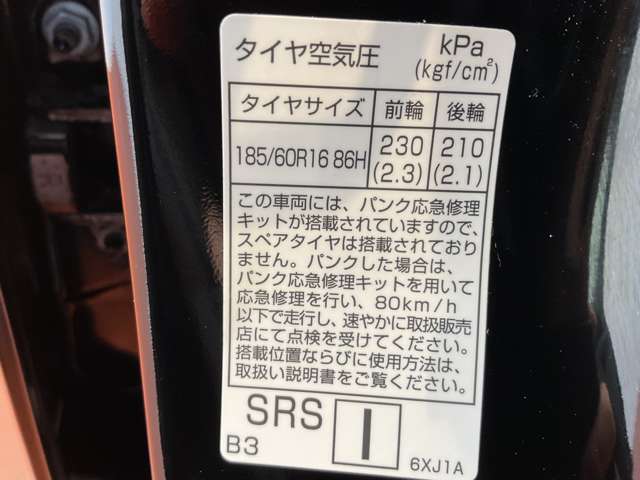 タイヤ空気圧 kPa
(kgf/cm²)
タイヤサイズ 前輪 後輪
185/60R16 86H 230 210
(2.3) (2.1)
この車両には、パンク応急修理
キットが搭載されていますので、
スペアタイヤは搭載されており
ません。パンクした場合は、
パンク応急修理キットを用いて
応急修理を行い、80km/h
以下で走行し、速やかに取扱販売
店にて点検を受けてください。
搭載位置ならびに使用方法は、
取扱い説明書をご覧ください。
SRS I
B3 6XJ1A